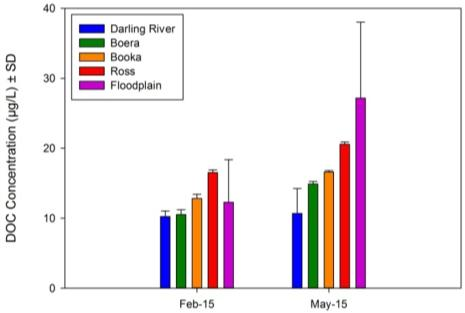 40
30
20
10
0
DOC Concentration (µg/L) ± SD
Darling River
Boera
Booka
Ross
Floodplain
Feb-15
May-15